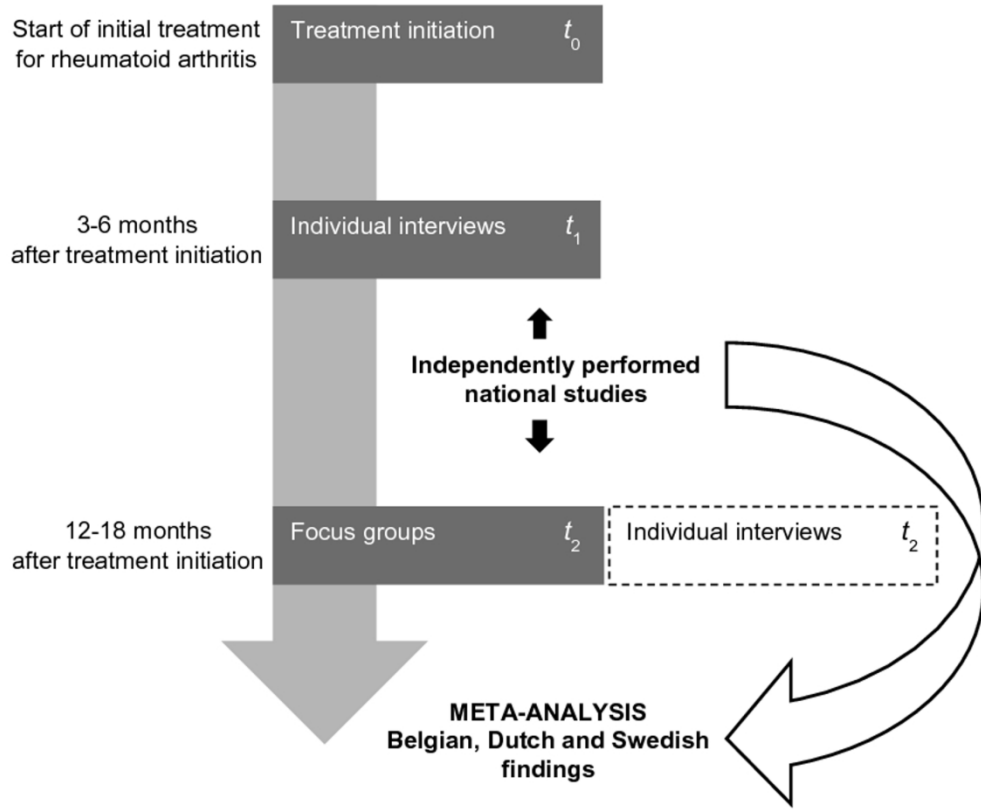 Start of initial treatment
for rheumatoid arthritis
Treatment initiation t0
3-6 months
after treatment initiation
Individual interviews t1
Independently performed
national studies
12-18 months
after treatment initiation
Focus groups t2
Individual interviews t2
META-ANALYSIS
Belgian, Dutch and Swedish
findings